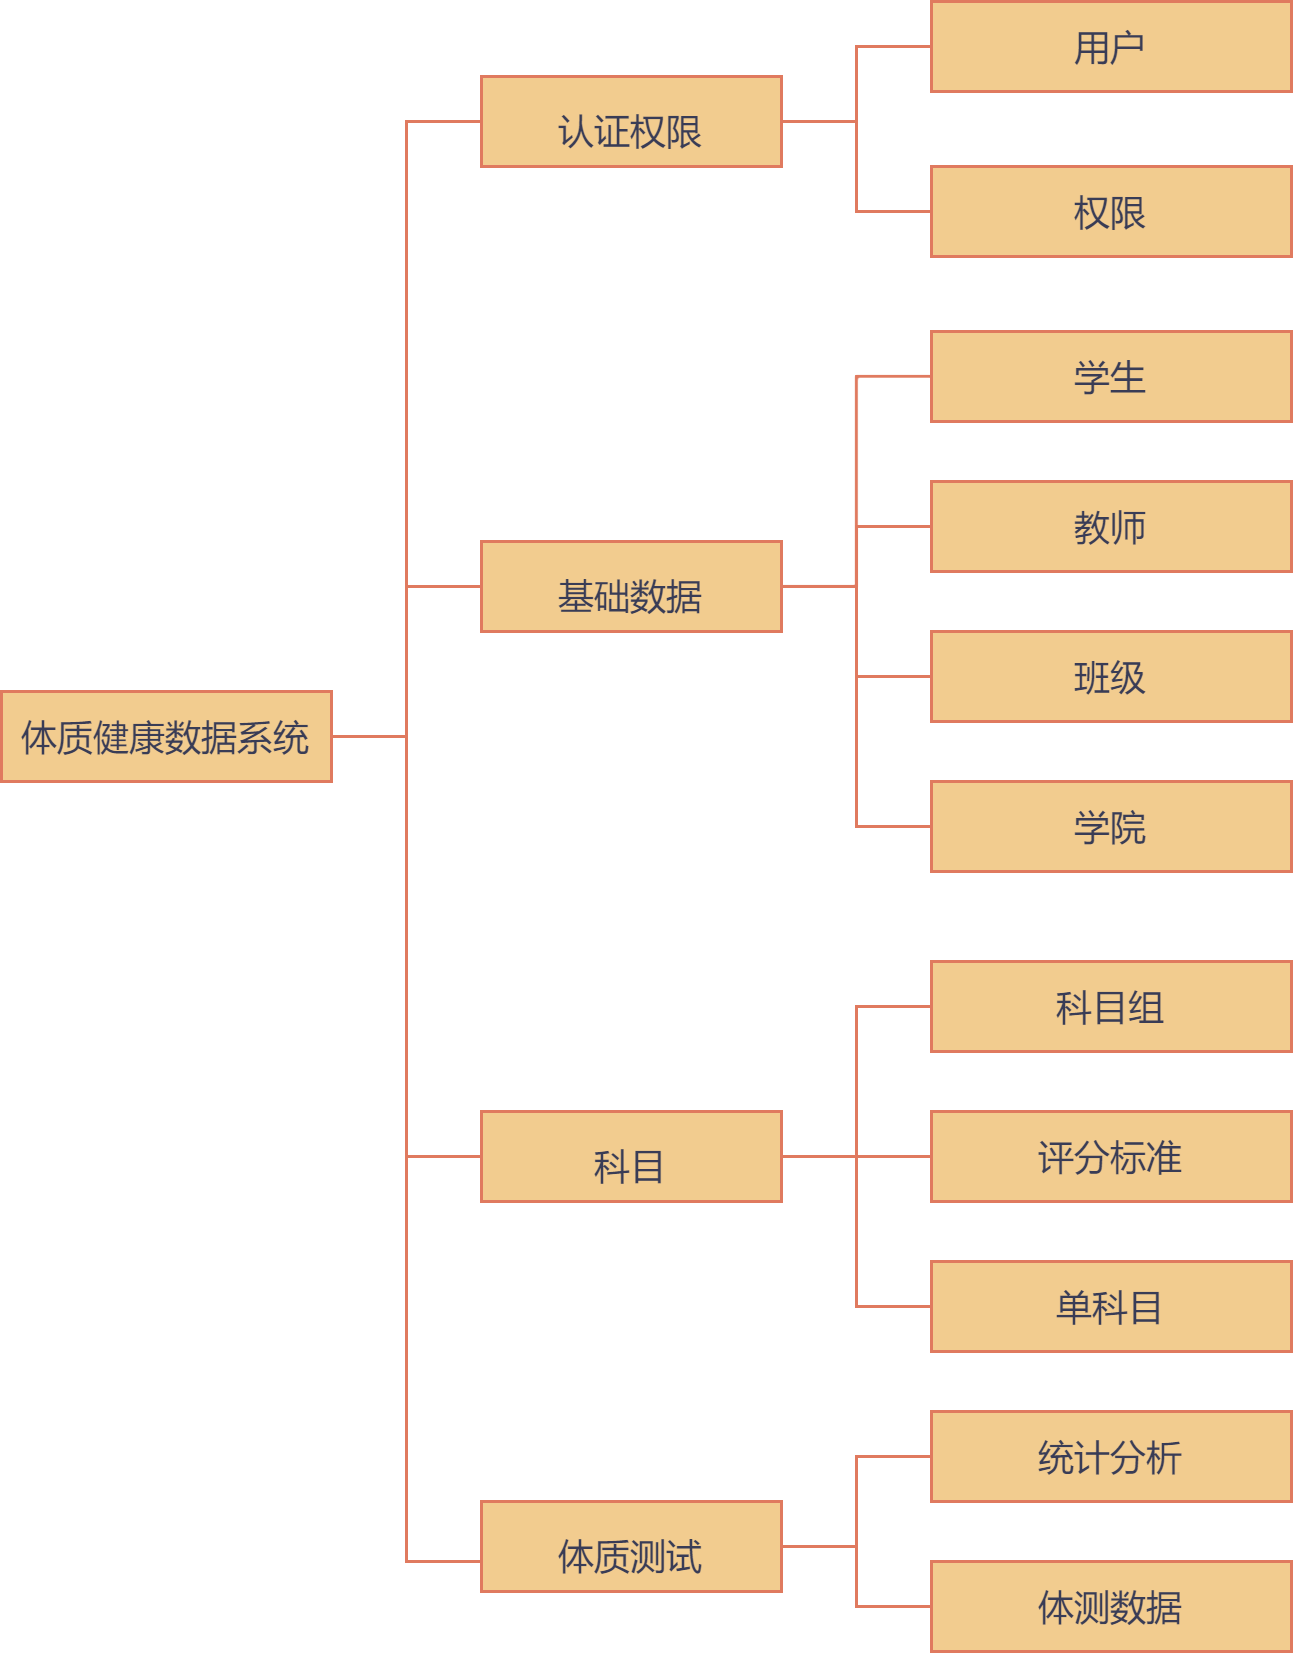 用户
认证权限
权限
学生
教师
基础数据
班级
体质健康数据系统
学院
科目组
评分标准
科目
单科目
统计分析
体质测试
体测数据